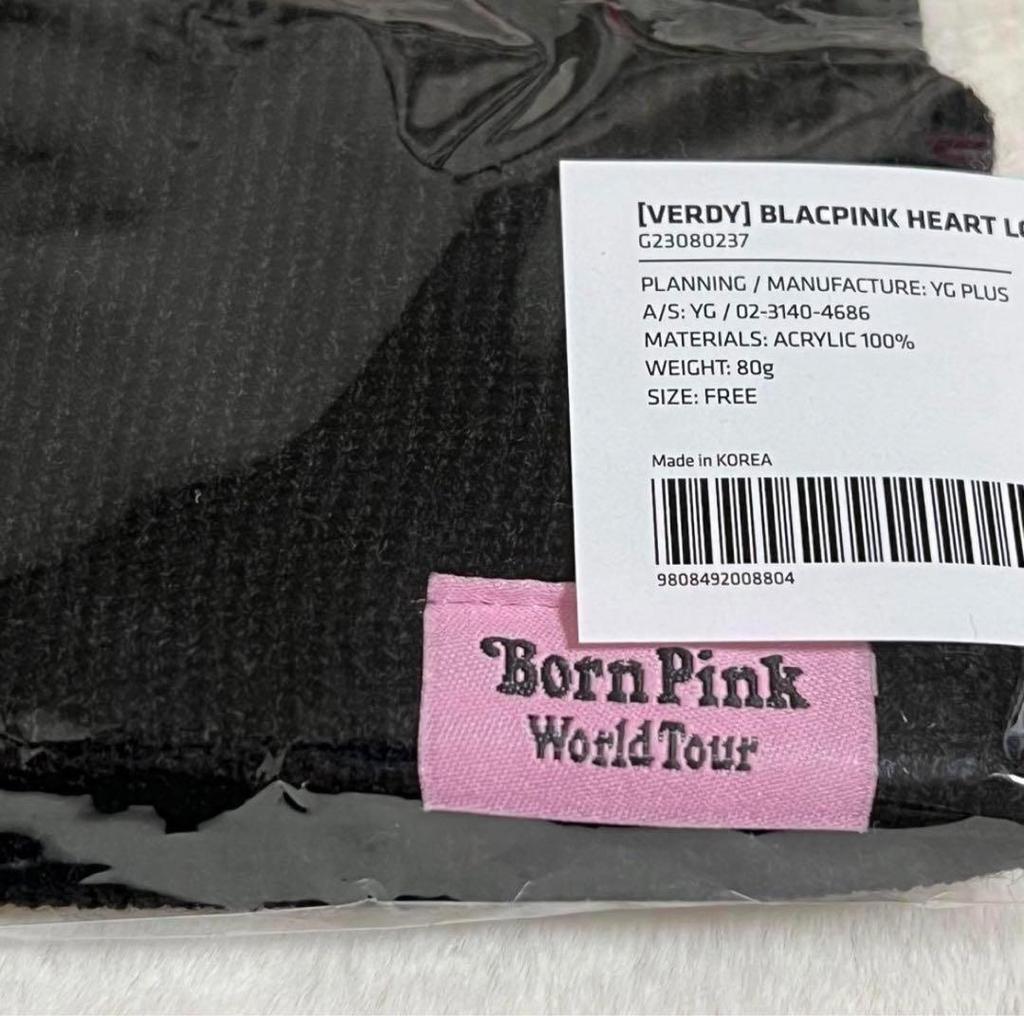 [VERDY] BLACPINK HEART
G23080237
PLANNING / MANUFACTURE: YG PLUS
A/S: YG / 02-3140-4686
MATERIALS: ACRYLIC 100%
WEIGHT: 80g
SIZE: FREE
Made in KOREA
9808492008804
Born Pink
World Tour